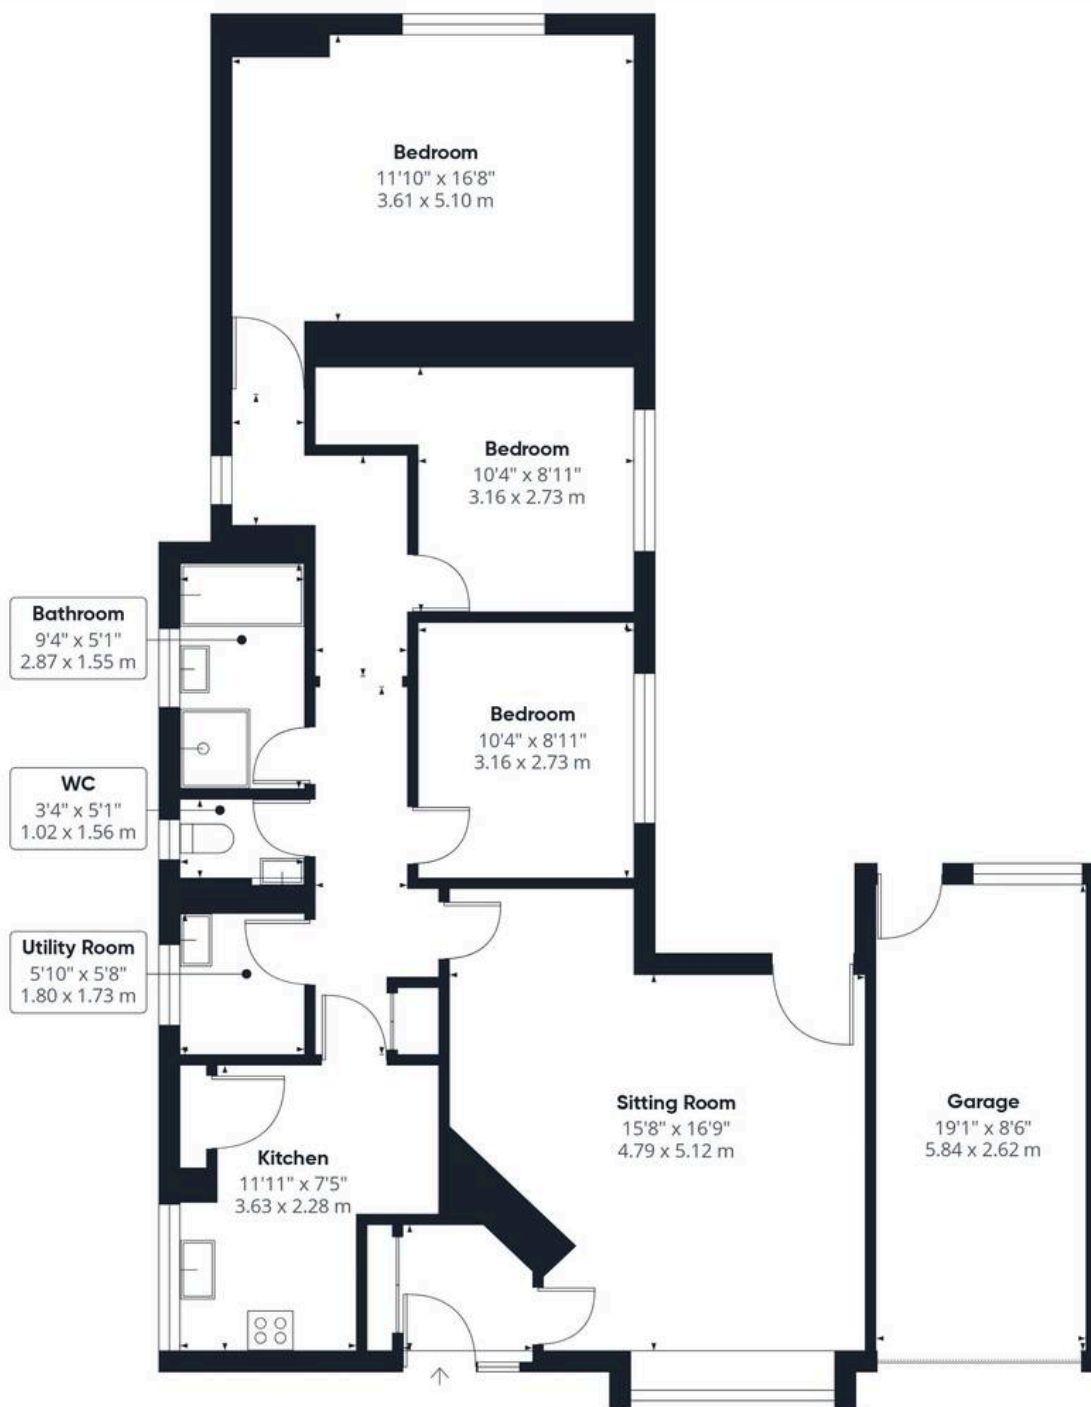 Bedroom
11'10" x 16'8"
3.61 x 5.10 m
Bedroom
10'4" x 8'11"
3.16 x 2.73 m
Bathroom
9'4" x 5'1"
2.87 x 1.55 m
Bedroom
10'4" x 8'11"
3.16 x 2.73 m
WC
3'4" x 5'1"
1.02 x 1.56 m
Utility Room
5'10" x 5'8"
1.80 x 1.73 m
Sitting Room
15'8" x 16'9"
4.79 x 5.12 m
Garage
19'1" x 8'6"
5.84 x 2.62 m
Kitchen
11'11" x 7'5"
3.63 x 2.28 m